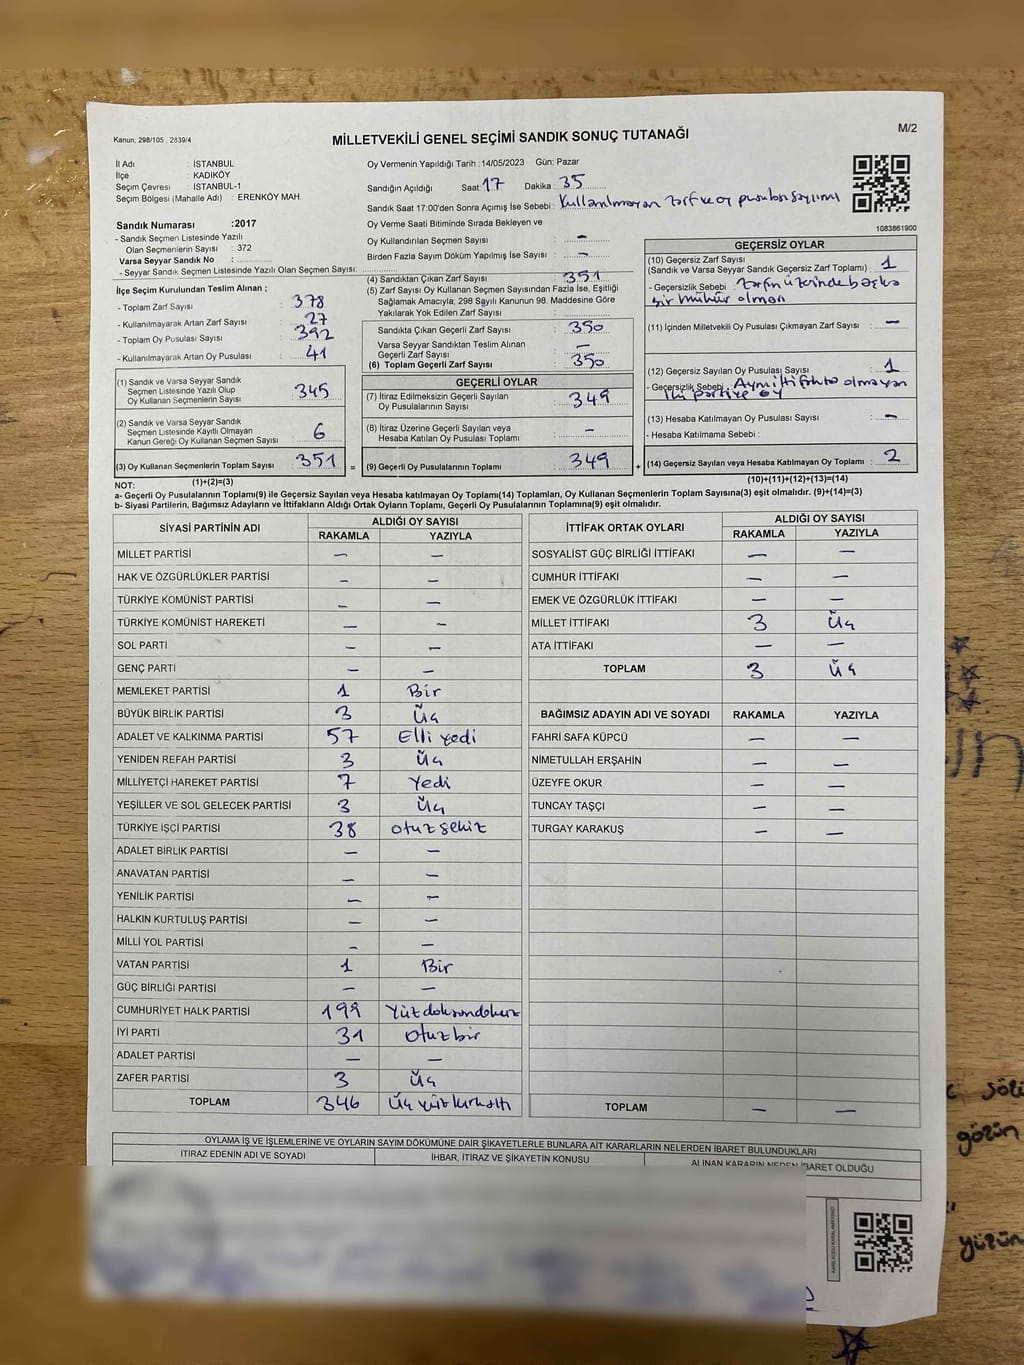 Kanun, 298/105 , 2839/4
MİLLETVEKİLİ GENEL SEÇİMİ SANDIK SONUÇ TUTANAĞI
M/2
İl Adı : İSTANBUL
İlçe : KADIKÖY
Seçim Çevresi : İSTANBUL-1
Seçim Bölgesi (Mahalle Adı) : ERENKÖY MAH.
Oy Vermenin Yapıldığı Tarih :14/05/2023 Gün: Pazar
Sandığın Açıldığı Saat: 17 Dakika : 35
Sandık Saat 17:00'den Sonra Açımış İse Sebebi : Kullanılmayan zarf ve oy pusulası sayımı
1083861900
Sandık Numarası :2017
- Sandık Seçmen Listesinde Yazılı
Olan Seçmenlerin Sayısı : 372
Varsa Seyyar Sandık No :
- Seyyar Sandık Seçmen Listesinde Yazılı Olan Seçmen Sayısı:
Oy Verme Saati Bitiminde Sırada Bekleyen ve
Oy Kullandırılan Seçmen Sayısı : –
Birden Fazla Sayım Döküm Yapılmış İse Sayısı : –
İlçe Seçim Kurulundan Teslim Alınan ;
- Toplam Zarf Sayısı : 378
- Kullanılmayarak Artan Zarf Sayısı : 27
- Toplam Oy Pusulası Sayısı : 392
- Kullanılmayarak Artan Oy Pusulası : 41
(4) Sandıktan Çıkan Zarf Sayısı : 351
(5) Zarf Sayısı Oy Kullanan Seçmen Sayısından Fazla İse, Eşitliği
Sağlamak Amacıyla; 298 Sayılı Kanunun 98. Maddesine Göre
Yakılarak Yok Edilen Zarf Sayısı :
Sandıkta Çıkan Geçerli Zarf Sayısı : 350
Varsa Seyyar Sandıktan Teslim Alınan
Geçerli Zarf Sayısı : –
(6) Toplam Geçerli Zarf Sayısı : 350
GEÇERSİZ OYLAR
(10) Geçersiz Zarf Sayısı
(Sandık ve Varsa Seyyar Sandık Geçersiz Zarf Toplamı) : 1
- Geçersizlik Sebebi : Zarfın üzerinde başka
bir mühür olması
(11) İçinden Milletvekili Oy Pusulası Çıkmayan Zarf Sayısı : –
(12) Geçersiz Sayılan Oy Pusulası Sayısı : 1
- Geçersizlik Sebebi : Aynı ittifakta olmayan
iki partiye oy
(13) Hesaba Katılmayan Oy Pusulası Sayısı : –
- Hesaba Katılmama Sebebi :
(14) Geçersiz Sayılan veya Hesaba Katılmayan Oy Toplamı : 2
(10)+(11)+(12)+(13)=(14)
(1) Sandık ve Varsa Seyyar Sandık
Seçmen Listesinde Yazılı Olup
Oy Kullanan Seçmenlerin Sayısı : 345
(2) Sandık ve Varsa Seyyar Sandık
Seçmen Listesinde Kayıtlı Olmayan
Kanun Gereği Oy Kullanan Seçmen Sayısı : 6
(3) Oy Kullanan Seçmenlerin Toplam Sayısı : 351 =
(1)+(2)=(3)
GEÇERLİ OYLAR
(7) İtiraz Edilmeksizin Geçerli Sayılan
Oy Pusulalarının Sayısı : 349
(8) İtiraz Üzerine Geçerli Sayılan veya
Hesaba Katılan Oy Pusulası Toplamı : –
(9) Geçerli Oy Pusulalarının Toplamı : 349 +
NOT:
a- Geçerli Oy Pusulalarının Toplamı(9) ile Geçersiz Sayılan veya Hesaba katılmayan Oy Toplamı(14) Toplamları, Oy Kullanan Seçmenlerin Toplam Sayısına(3) eşit olmalıdır. (9)+(14)=(3)
b- Siyasi Partilerin, Bağımsız Adayların ve İttifakların Aldığı Ortak Oyların Toplamı, Geçerli Oy Pusulalarının Toplamına(9) eşit olmalıdır.
SİYASİ PARTİNİN ADI ALDIĞI OY SAYISI
RAKAMLA YAZIYLA
MİLLET PARTİSİ – –
HAK VE ÖZGÜRLÜKLER PARTİSİ – –
TÜRKİYE KOMÜNİST PARTİSİ – –
TÜRKİYE KOMÜNİST HAREKETİ – –
SOL PARTİ – –
GENÇ PARTİ – –
MEMLEKET PARTİSİ 1 Bir
BÜYÜK BİRLİK PARTİSİ 3 Üç
ADALET VE KALKINMA PARTİSİ 57 Elli yedi
YENİDEN REFAH PARTİSİ 3 Üç
MİLLİYETÇİ HAREKET PARTİSİ 7 Yedi
YEŞİLLER VE SOL GELECEK PARTİSİ 3 Üç
TÜRKİYE İŞÇİ PARTİSİ 38 otuz sekiz
ADALET BİRLİK PARTİSİ – –
ANAVATAN PARTİSİ – –
YENİLİK PARTİSİ – –
HALKIN KURTULUŞ PARTİSİ – –
MİLLİ YOL PARTİSİ – –
VATAN PARTİSİ 1 Bir
GÜÇ BİRLİĞİ PARTİSİ – –
CUMHURİYET HALK PARTİSİ 199 Yüz doksan dokuz
İYİ PARTİ 31 otuz bir
ADALET PARTİSİ – –
ZAFER PARTİSİ 3 Üç
TOPLAM 346 Üç yüz kırk altı
İTTİFAK ORTAK OYLARI ALDIĞI OY SAYISI
RAKAMLA YAZIYLA
SOSYALİST GÜÇ BİRLİĞİ İTTİFAKI – –
CUMHUR İTTİFAKI – –
EMEK VE ÖZGÜRLÜK İTTİFAKI – –
MİLLET İTTİFAKI 3 Üç
ATA İTTİFAKI – –
TOPLAM 3 Üç
BAĞIMSIZ ADAYIN ADI VE SOYADI RAKAMLA YAZIYLA
FAHRİ SAFA KÜPCÜ – –
NİMETULLAH ERŞAHİN – –
ÜZEYFE OKUR – –
TUNCAY TAŞÇI – –
TURGAY KARAKUŞ – –
TOPLAM – –
OYLAMA İŞ VE İŞLEMLERİNE VE OYLARIN SAYIM DÖKÜMÜNE DAİR ŞİKAYETLERLE BUNLARA AİT KARARLARIN NELERDEN İBARET BULUNDUKLARI
İTİRAZ EDENİN ADI VE SOYADI İHBAR, İTİRAZ VE ŞİKAYETİN KONUSU ALINAN KARARIN NEDEN İBARET OLDUĞU
gözün
yüzün